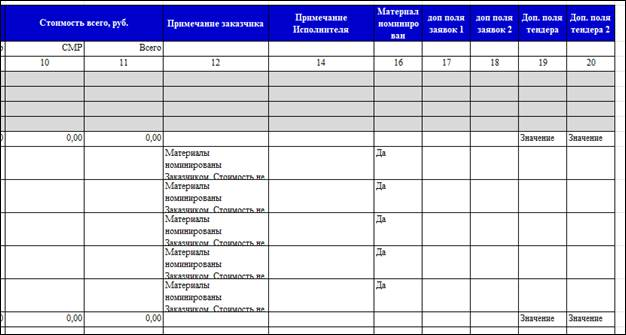 Стоимость всего, руб. Примечание заказчика Примечание Исполнителя Материал номиниро ван доп поля заявок 1 доп поля заявок 2 Доп. поля тендера Доп. поля тендера 2
СМР Всего
10 11 12 14 16 17 18 19 20
0,00 0,00 Значение Значение
Материалы Да
номинированы
Заказчиком. Стоимость не
Материалы Да
номинированы
Заказчиком. Стоимость не
Материалы Да
номинированы
Заказчиком. Стоимость не
Материалы Да
номинированы
Заказчиком. Стоимость не
Материалы Да
номинированы
Заказчиком. Стоимость не
0,00 0,00 Значение Значение